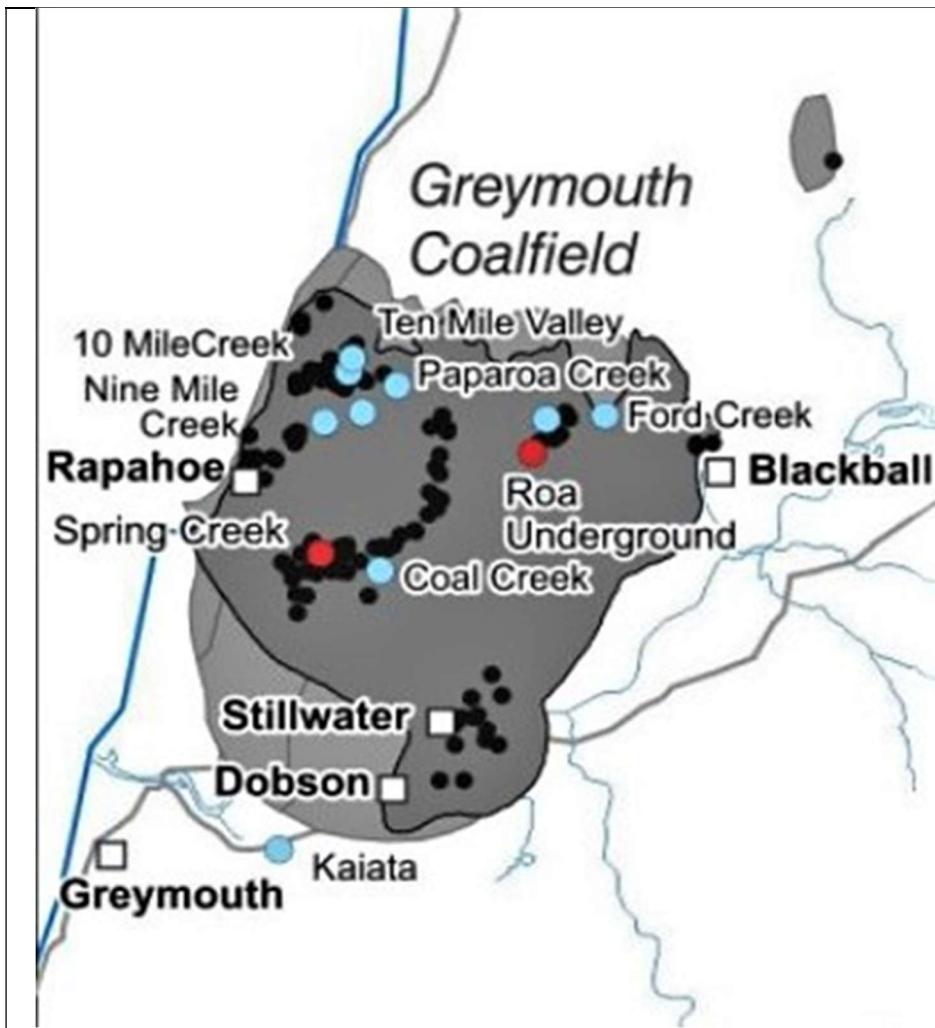 Greymouth
Coalfield
Ten Mile Valley
10 MileCreek
Paparoa Creek
Nine Mile
Creek
Ford Creek
Rapahoe
Blackball
Roa
Underground
Spring Creek
Coal Creek
Stillwater
Dobson
Kaiata
Greymouth